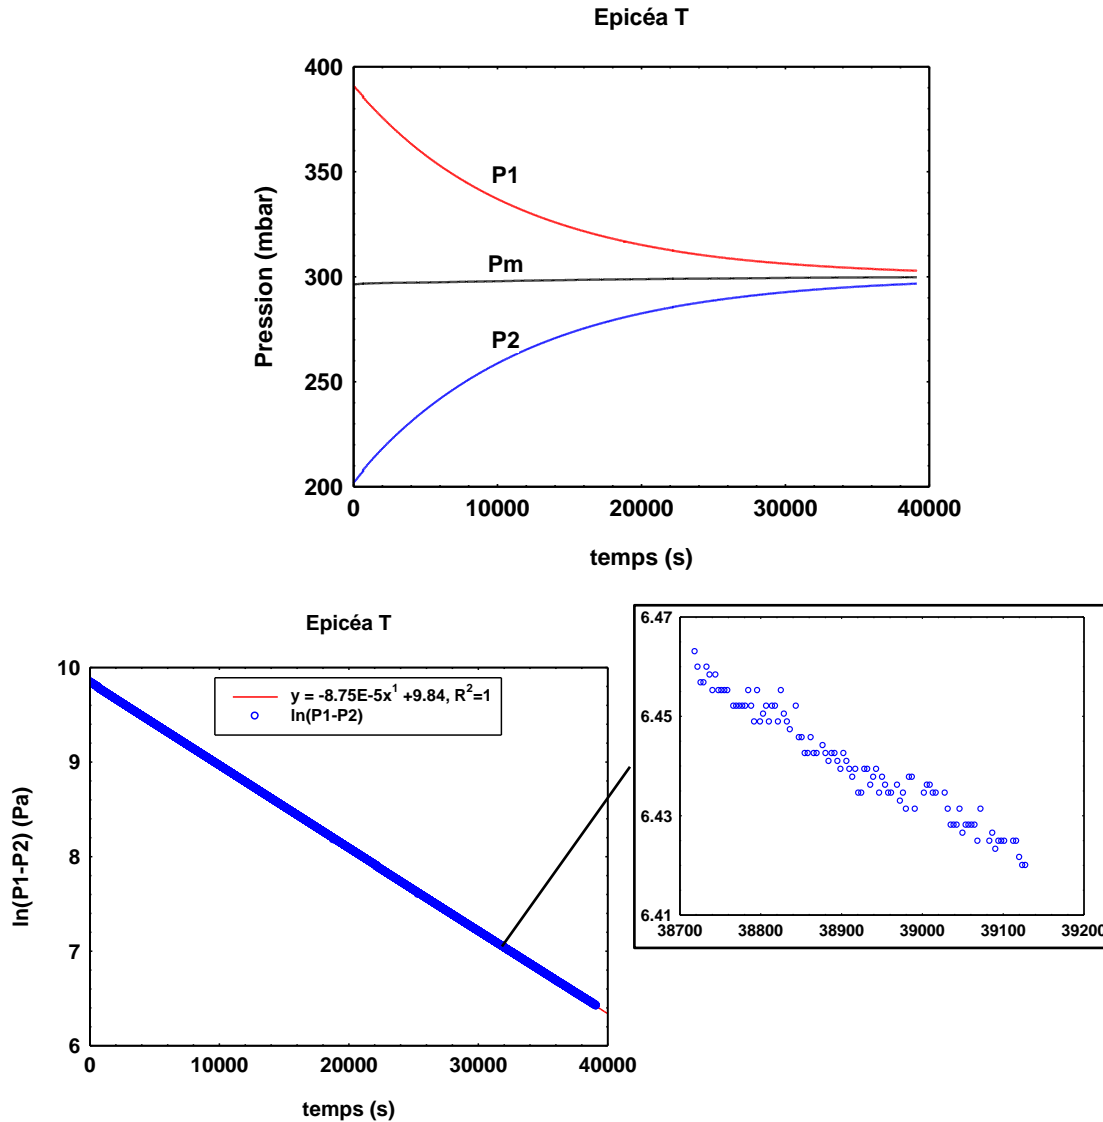 Epicéa T
400
350
300
250
200
Pression (mbar)
P1
Pm
P2
0 10000 20000 30000 40000
temps (s)
Epicéa T
10
9
8
7
6
ln(P1-P2) (Pa)
y = -8.75E-5x¹ +9.84, R²=1
ln(P1-P2)
0 10000 20000 30000 40000
temps (s)
6.47
6.45
6.43
6.41
38700 38800 38900 39000 39100 39200